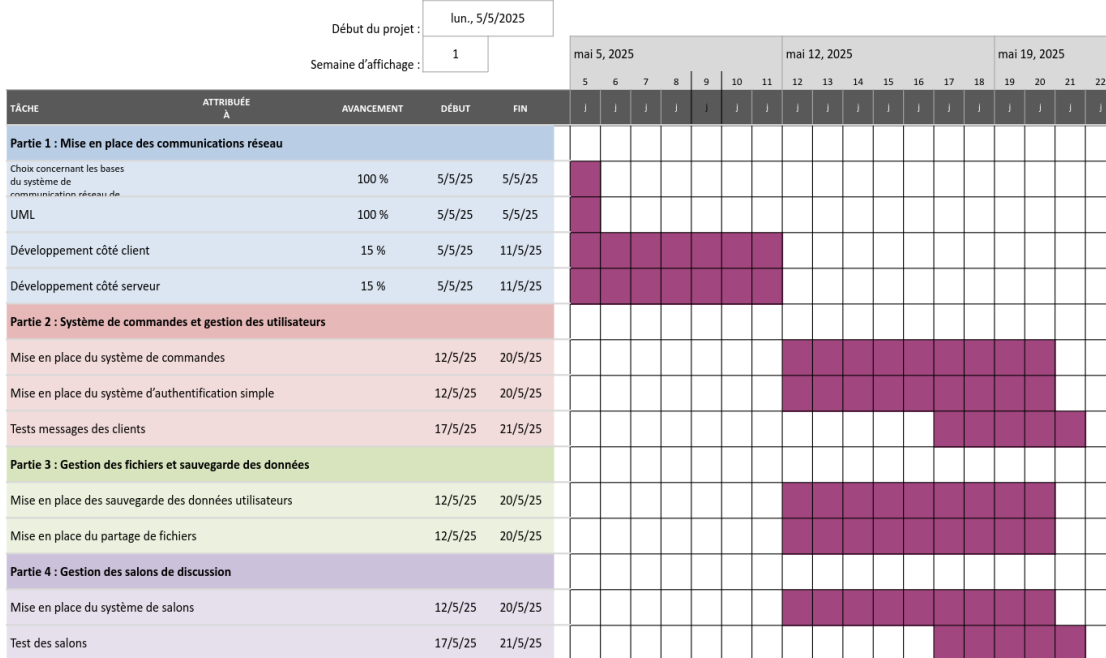 Début du projet : lun., 5/5/2025
Semaine d’affichage : 1
mai 5, 2025 mai 12, 2025 mai 19, 2025
5 6 7 8 9 10 11 12 13 14 15 16 17 18 19 20 21 22
TÂCHE ATTRIBUÉE À AVANCEMENT DÉBUT FIN j j j j j j j j j j j j j j j j j j
Partie 1 : Mise en place des communications réseau
Choix concernant les bases
du système de
communication réseau de
100 % 5/5/25 5/5/25
UML 100 % 5/5/25 5/5/25
Développement côté client 15 % 5/5/25 11/5/25
Développement côté serveur 15 % 5/5/25 11/5/25
Partie 2 : Système de commandes et gestion des utilisateurs
Mise en place du système de commandes 12/5/25 20/5/25
Mise en place du système d’authentification simple 12/5/25 20/5/25
Tests messages des clients 17/5/25 21/5/25
Partie 3 : Gestion des fichiers et sauvegarde des données
Mise en place des sauvegarde des données utilisateurs 12/5/25 20/5/25
Mise en place du partage de fichiers 12/5/25 20/5/25
Partie 4 : Gestion des salons de discussion
Mise en place du système de salons 12/5/25 20/5/25
Test des salons 17/5/25 21/5/25